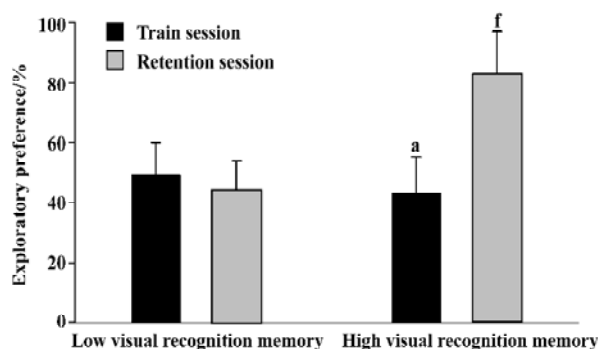 100
80
60
40
20
0
Exploratory preference/%
Train session
Retention session
a
f
Low visual recognition memory
High visual recognition memory